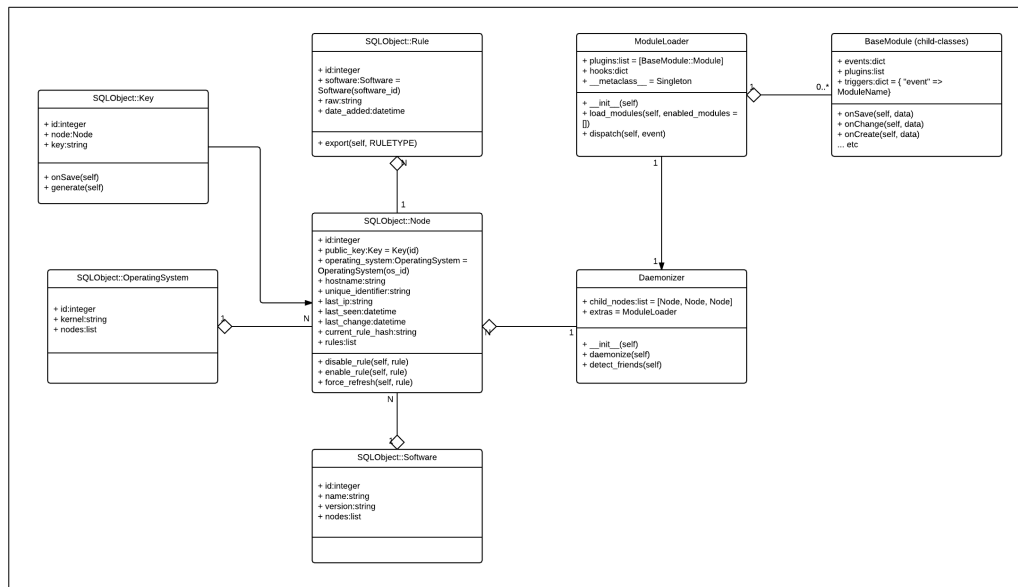 SQLObject::Key
+ id:integer
+ node:Node
+ key:string
+ onSave(self)
+ generate(self)
SQLObject::OperatingSystem
+ id:integer
+ kernel:string
+ nodes:list
1
N
SQLObject::Rule
+ id:integer
+ software:Software =
Software(software_id)
+ raw:string
+ date_added:datetime
+ export(self, RULETYPE)
N
1
SQLObject::Node
+ id:integer
+ public_key:Key = Key(id)
+ operating_system:OperatingSystem =
OperatingSystem(os_id)
+ hostname:string
+ unique_identifier:string
+ last_ip:string
+ last_seen:datetime
+ last_change:datetime
+ current_rule_hash:string
+ rules:list
+ disable_rule(self, rule)
+ enable_rule(self, rule)
+ force_refresh(self, rule)
N
1
SQLObject::Software
+ id:integer
+ name:string
+ version:string
+ nodes:list
ModuleLoader
+ plugins:list = [BaseModule::Module]
+ hooks:dict
+ __metaclass__ = Singleton
+ __init__(self)
+ load_modules(self, enabled_modules =
[])
+ dispatch(self, event)
1
0..*
BaseModule (child-classes)
+ events:dict
+ plugins:list
+ triggers:dict = { "event" =>
ModuleName}
+ onSave(self, data)
+ onChange(self, data)
+ onCreate(self, data)
... etc
1
1
Daemonizer
+ child_nodes:list = [Node, Node, Node]
+ extras = ModuleLoader
+ __init__(self)
+ daemonize(self)
+ detect_friends(self)
N
1